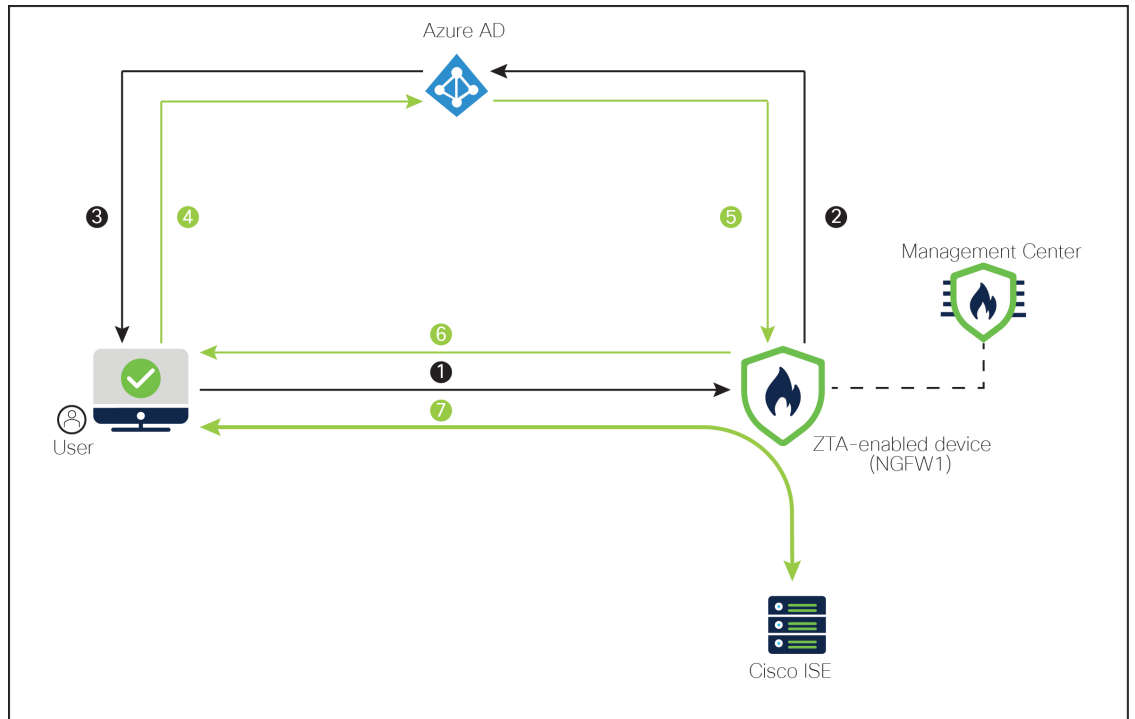 Azure AD
3
4
5
2
Management Center
6
1
7
User
ZTA-enabled device
(NGFW1)
Cisco ISE